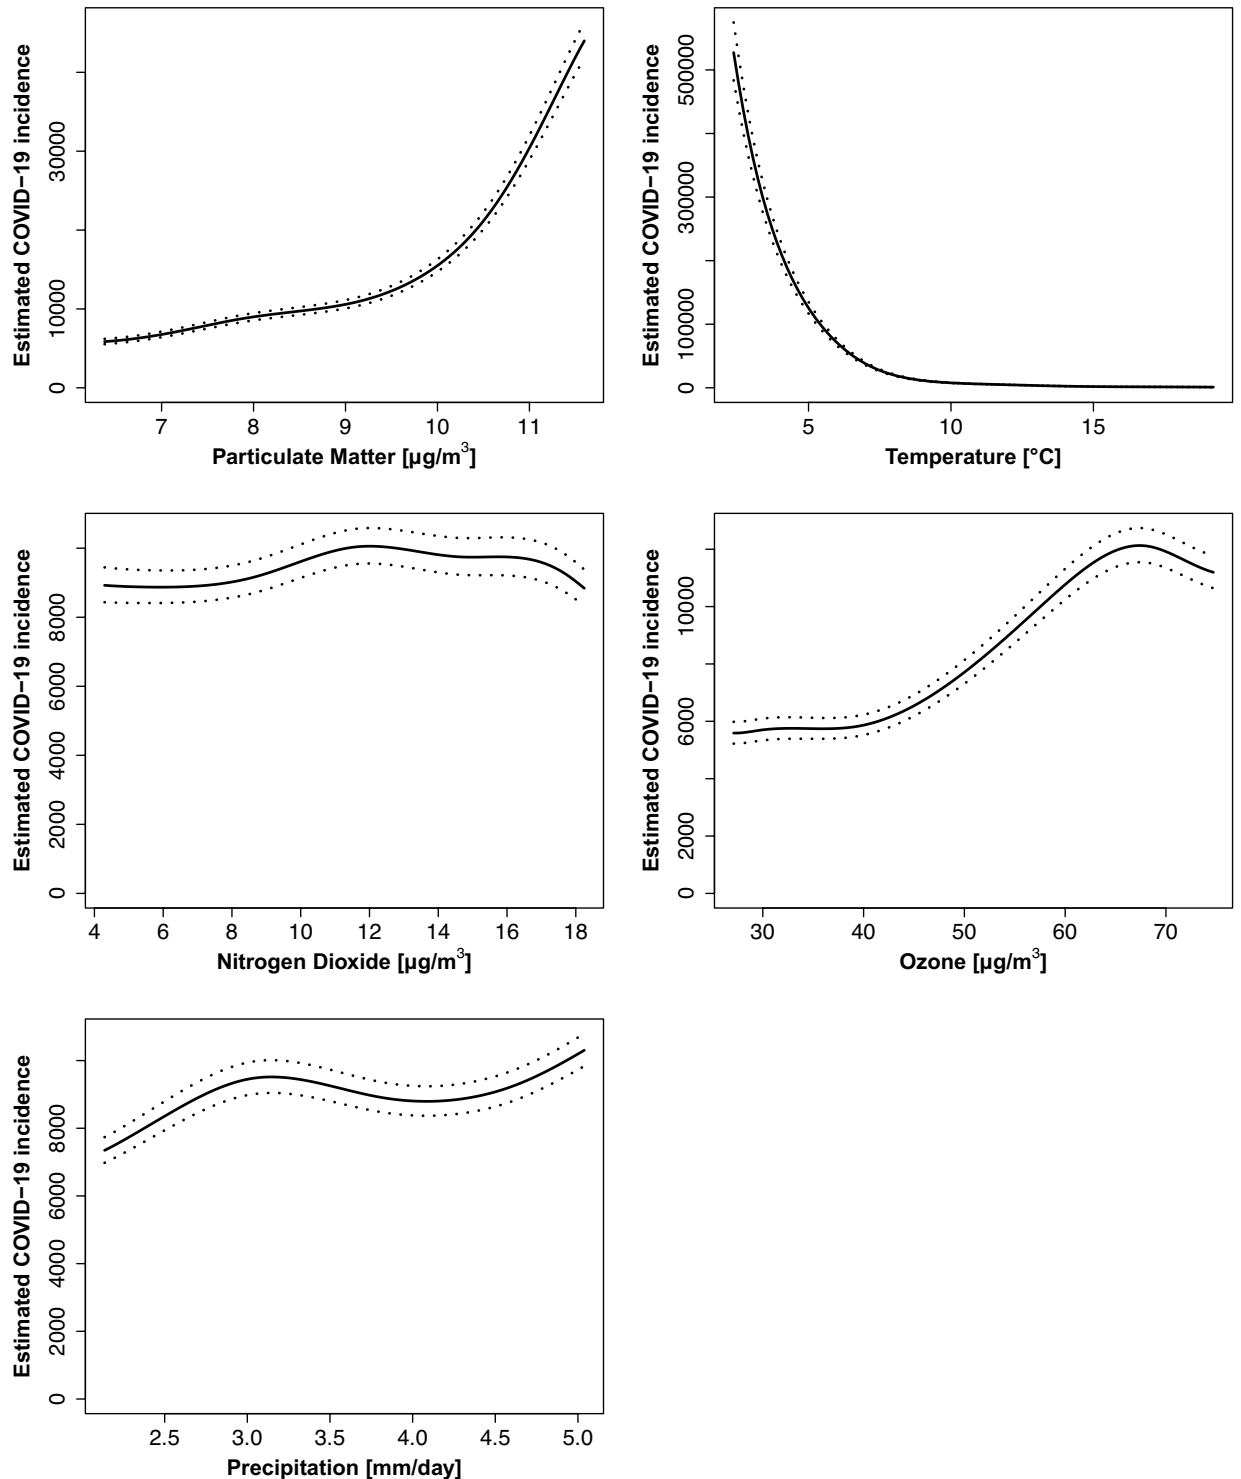 Estimated COVID−19 incidence
0 10000 30000
7 8 9 10 11
Particulate Matter [µg/m³]
Estimated COVID−19 incidence
0 100000 300000 500000
5 10 15
Temperature [°C]
Estimated COVID−19 incidence
0 2000 4000 6000 8000
4 6 8 10 12 14 16 18
Nitrogen Dioxide [µg/m³]
Estimated COVID−19 incidence
0 2000 6000 10000
30 40 50 60 70
Ozone [µg/m³]
Estimated COVID−19 incidence
0 2000 4000 6000 8000
2.5 3.0 3.5 4.0 4.5 5.0
Precipitation [mm/day]